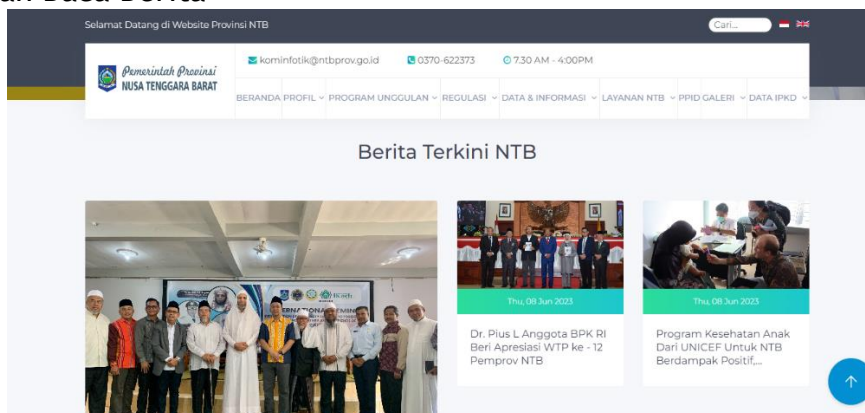 Selamat Datang di Website Provinsi NTB
Cari...
Pemerintah Provinsi
NUSA TENGGARA BARAT
kominfotik@ntbprov.go.id
0370-622373
7.30 AM - 4:00PM
BERANDA PROFIL PROGRAM UNGGULAN REGULASI DATA & INFORMASI LAYANAN NTB PPID GALERI DATA IPKD
Berita Terkini NTB
Thu, 08 Jun 2023
Dr. Pius L Anggota BPK RI
Beri Apresiasi WTP ke - 12
Pemprov NTB
Thu, 08 Jun 2023
Program Kesehatan Anak
Dari UNICEF Untuk NTB
Berdampak Positif,...